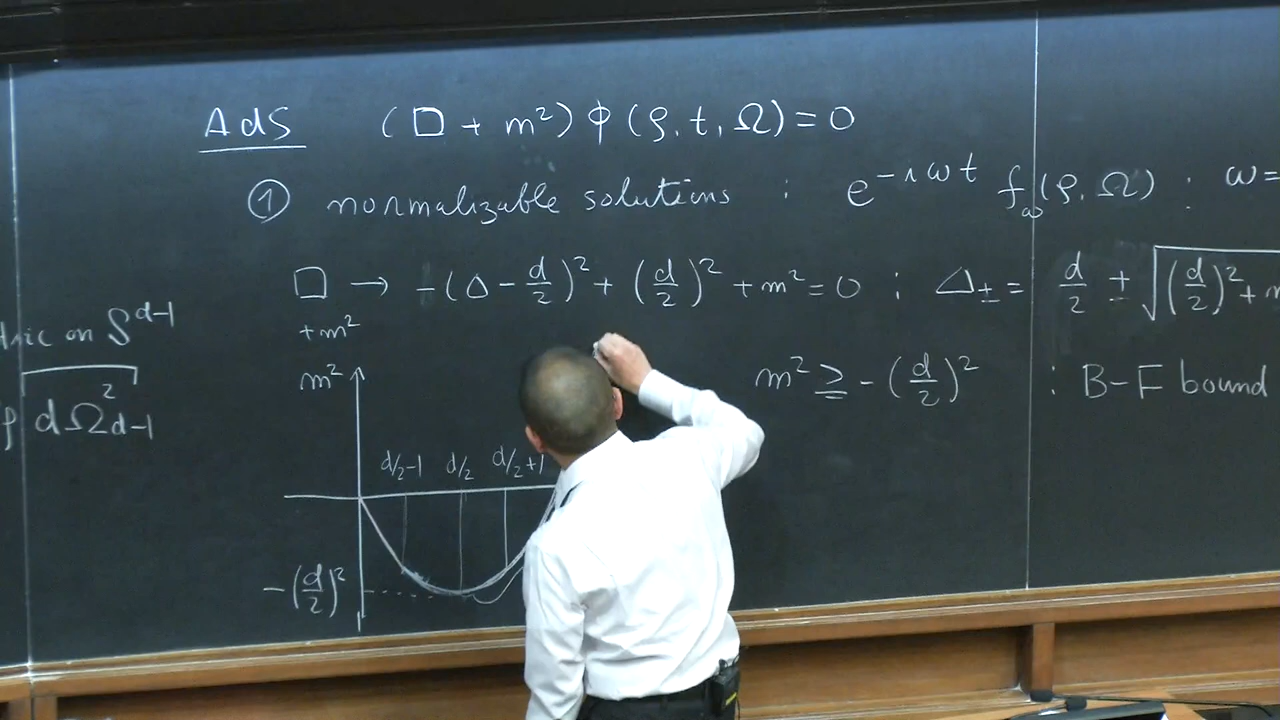 AdS (□ + m²) ϕ (ρ, t, Ω) = 0
① normalizable solutions : e^{-iωt} f_ω(ρ, Ω) : ω =
□ + m² → -(Δ - d/2)² + (d/2)² + m² = 0 ; Δ± = d/2 ± √(d/2)² + m
on S^{d-1}
dΩ²_{d-1}
m² ≥ -(d/2)² : B-F bound
m²
d/2-1 d/2 d/2+1
-(d/2)²